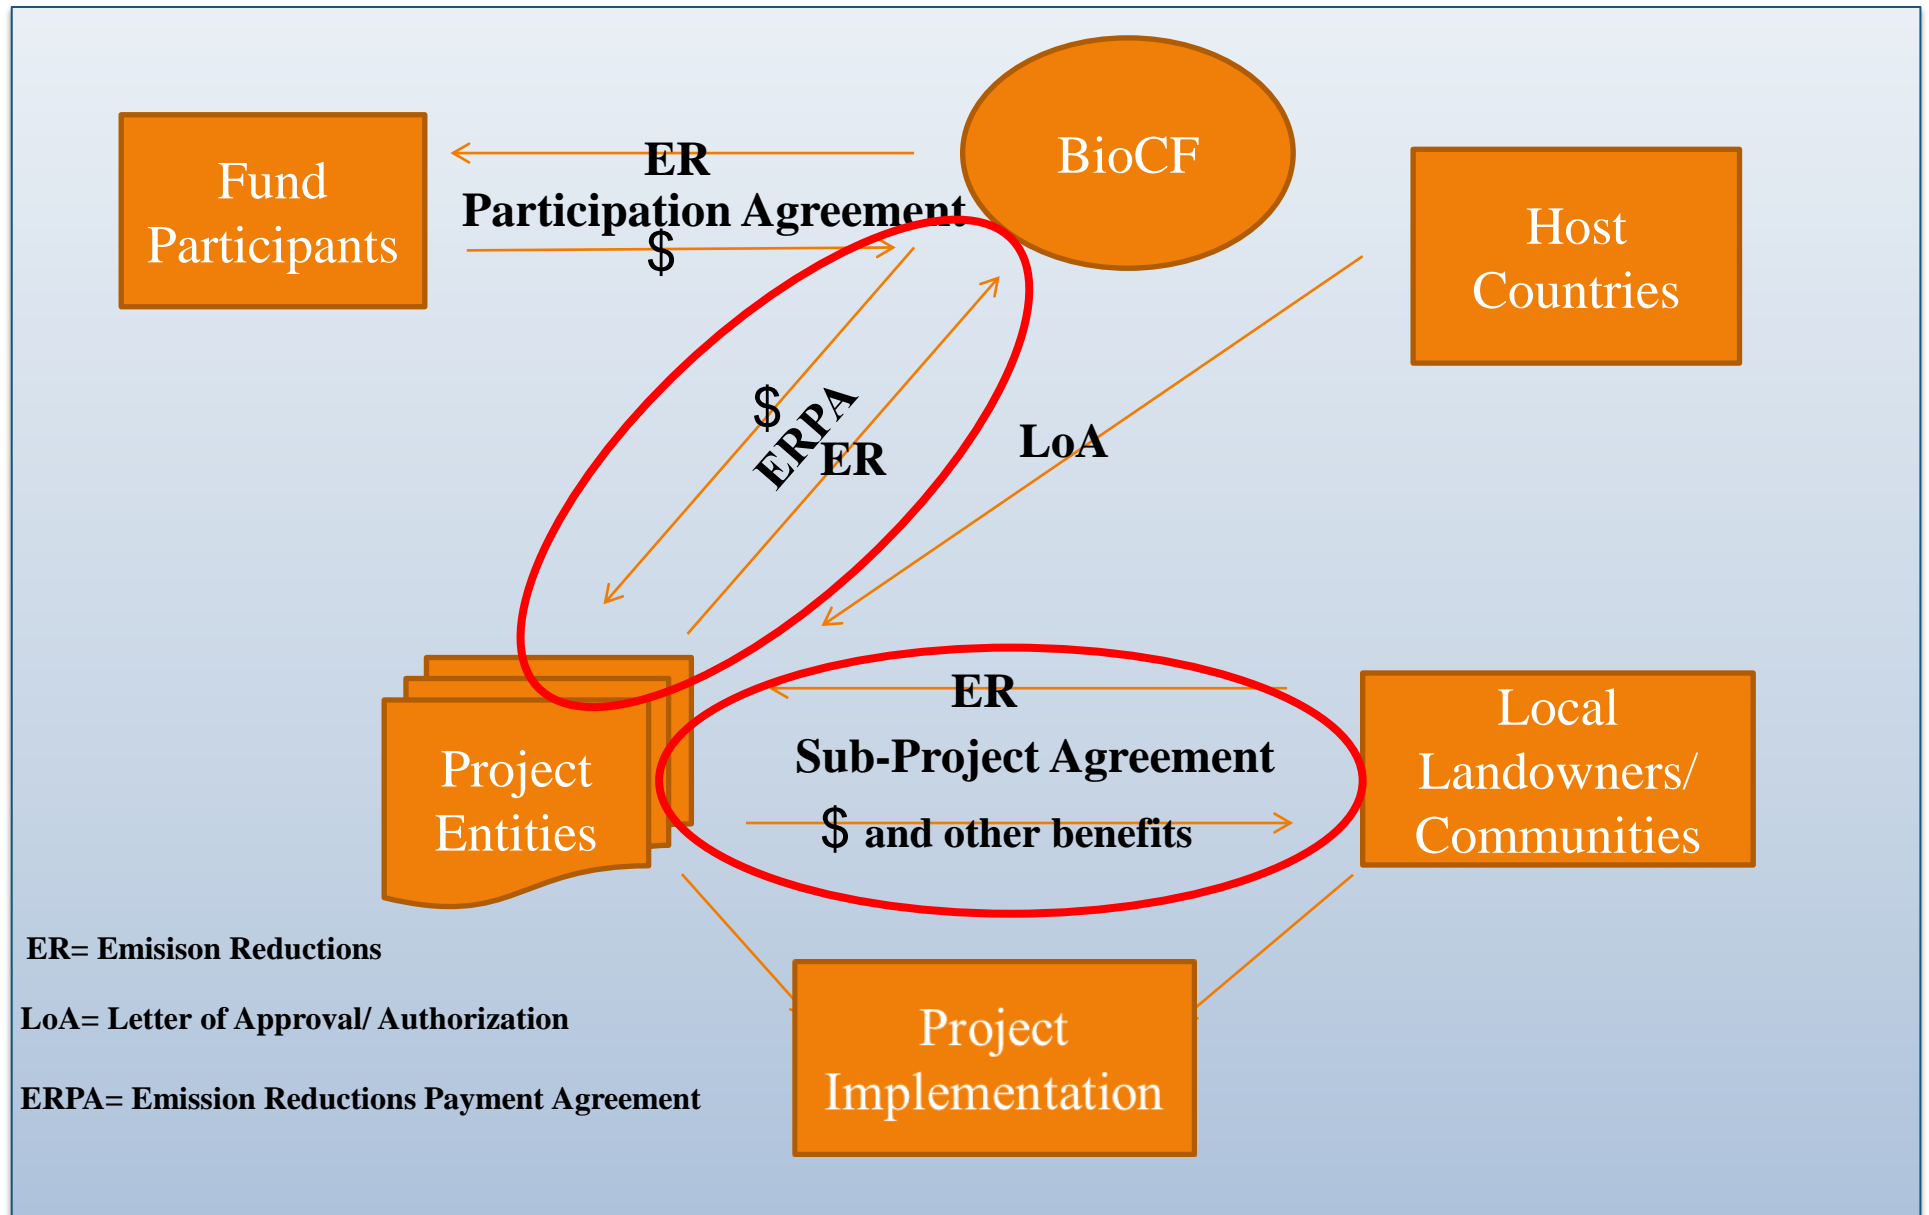 BioCF
Fund
Participants
ER
Participation Agreement
$
Host
Countries
$
ERPA
ER
LoA
ER
Sub-Project Agreement
$ and other benefits
Project
Entities
Local
Landowners/
Communities
ER= Emisison Reductions
LoA= Letter of Approval/ Authorization
ERPA= Emission Reductions Payment Agreement
Project
Implementation